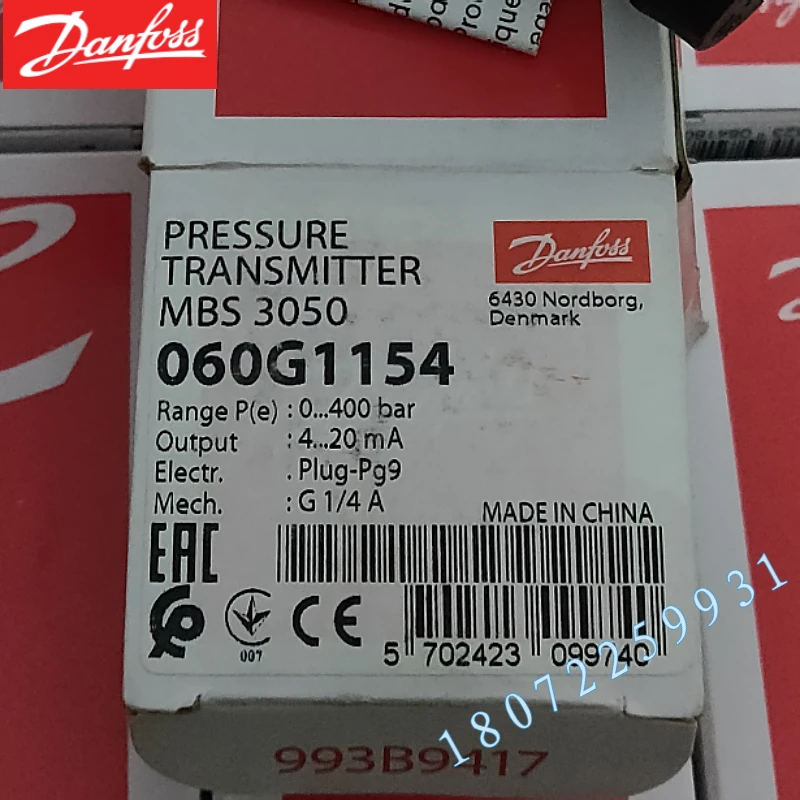 Danfoss
PRESSURE
TRANSMITTER
MBS 3050
060G1154
Range P(e) : 0...400 bar
Output : 4...20 mA
Electr. . Plug-Pg9
Mech. : G 1/4 A
Danfoss
6430 Nordborg,
Denmark
MADE IN CHINA
EAC
007
CE
5 702423 099740
18072259931
993B9417